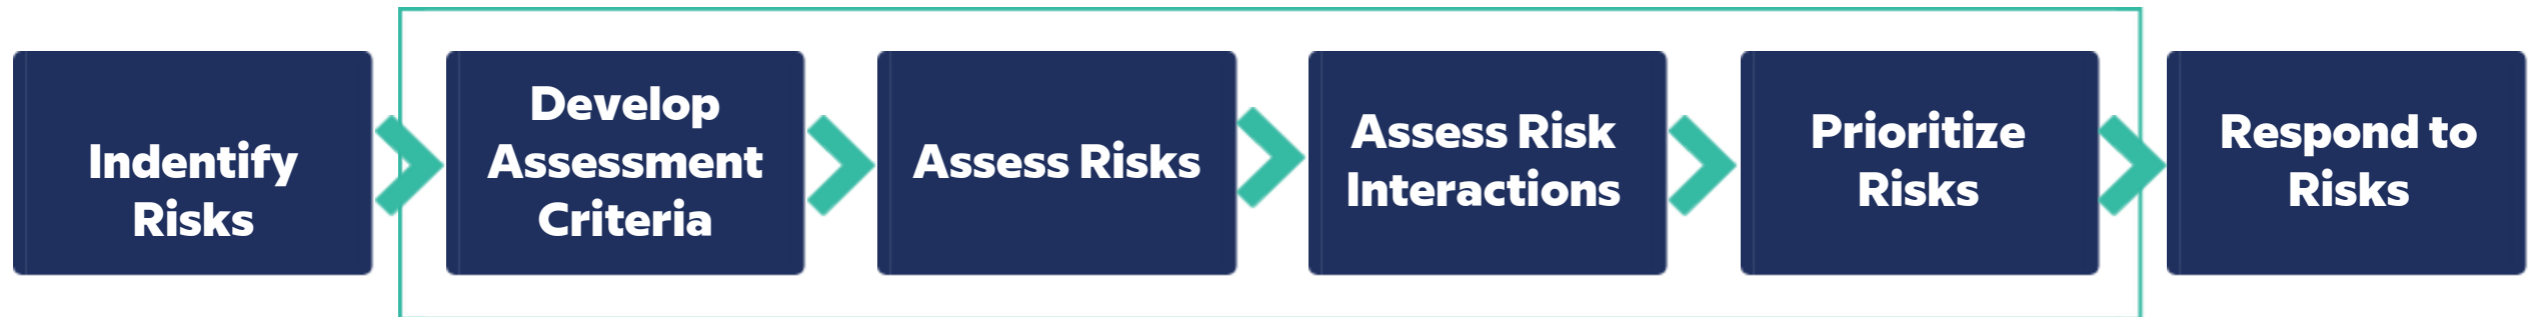 Indentify
Risks
Develop
Assessment
Criteria
Assess Risks
Assess Risk
Interactions
Prioritize
Risks
Respond to
Risks